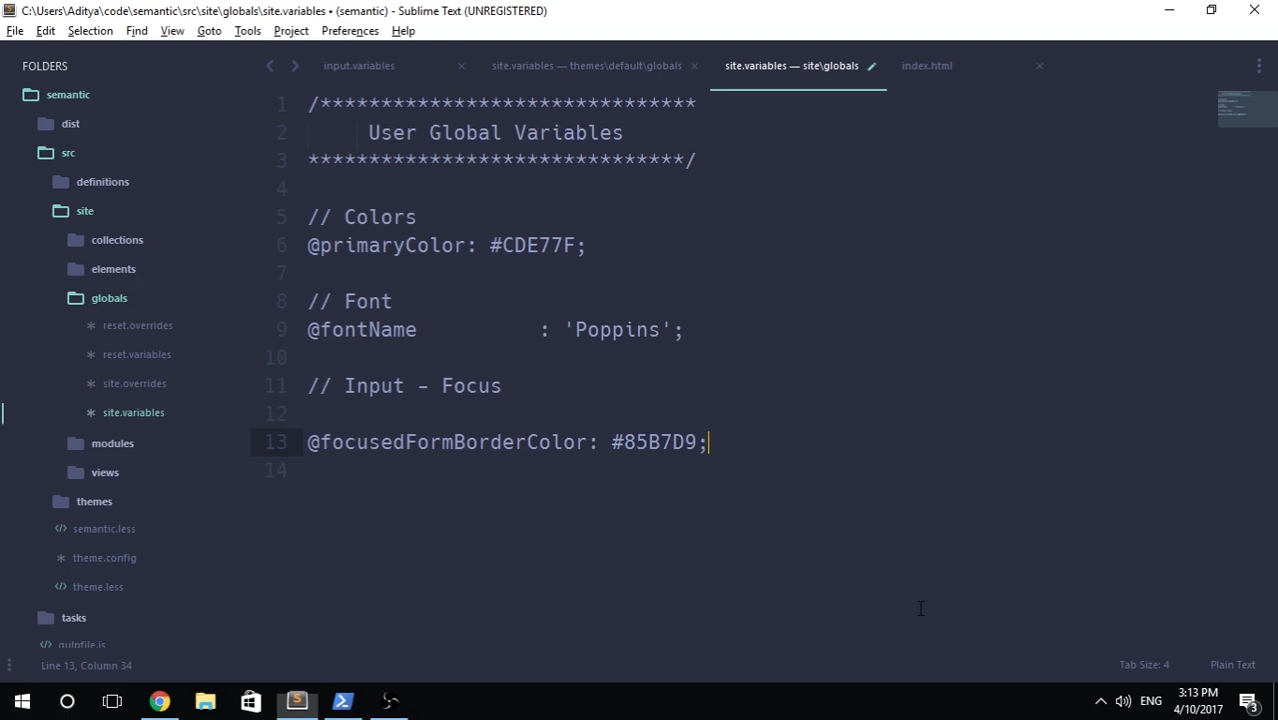 C:\Users\Aditya\code\semantic\src\site\globals\site.variables • (semantic) - Sublime Text (UNREGISTERED)
File Edit Selection Find View Goto Tools Project Preferences Help
FOLDERS
semantic
dist
src
definitions
site
collections
elements
globals
reset.overrides
reset.variables
site.overrides
site.variables
modules
views
themes
semantic.less
theme.config
theme.less
tasks
gulpfile.js
input.variables site.variables — themes\default\globals site.variables — site\globals index.html
1 /*******************************
2 User Global Variables
3 *******************************/
4
5 // Colors
6 @primaryColor: #CDE77F;
7
8 // Font
9 @fontName : 'Poppins';
10
11 // Input - Focus
12
13 @focusedFormBorderColor: #85B7D9;
14
Line 13, Column 34 Tab Size: 4 Plain Text
ENG 3:13 PM
4/10/2017 3